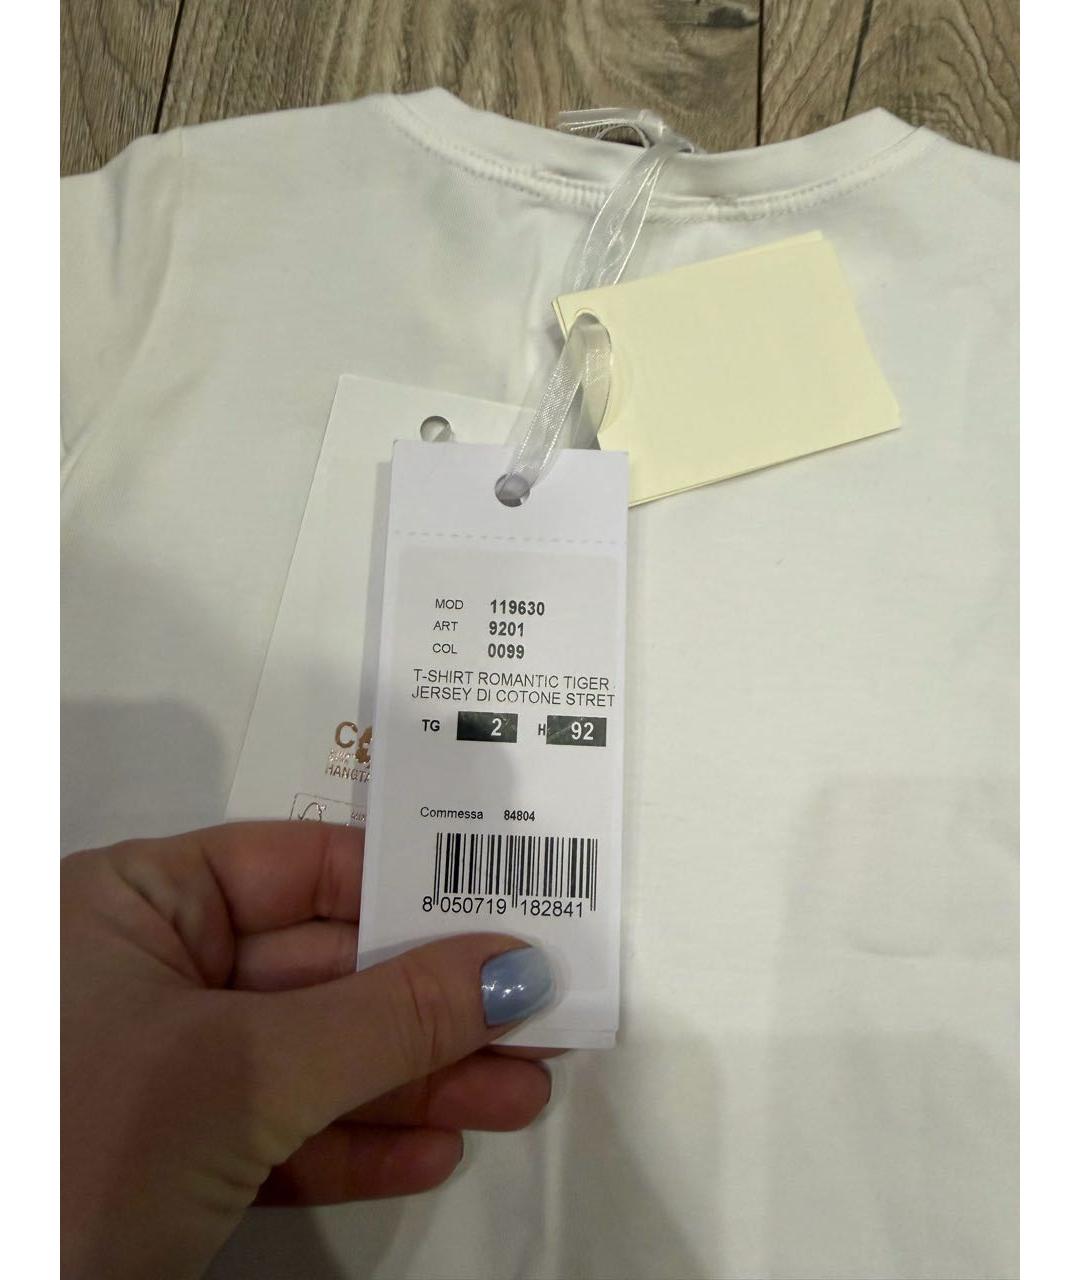 MOD 119630
ART 9201
COL 0099
T-SHIRT ROMANTIC TIGER
JERSEY DI COTONE STRET
TG 2 H 92
Commessa 84804
8 050719 182841